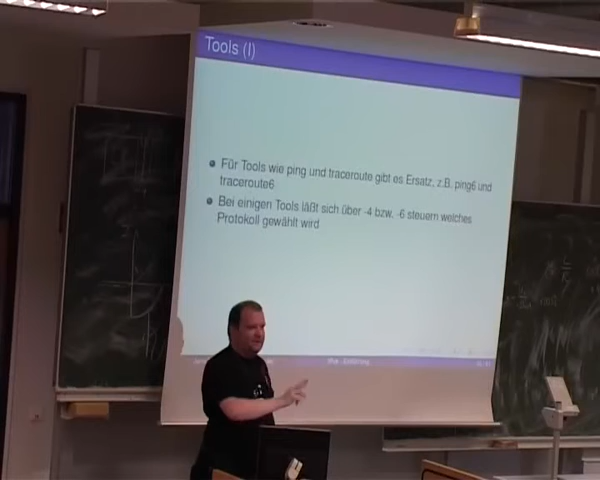 Tools (I)
Für Tools wie ping und traceroute gibt es Ersatz, z.B. ping6 und
traceroute6
Bei einigen Tools läßt sich über -4 bzw. -6 steuern welches
Protokoll gewählt wird